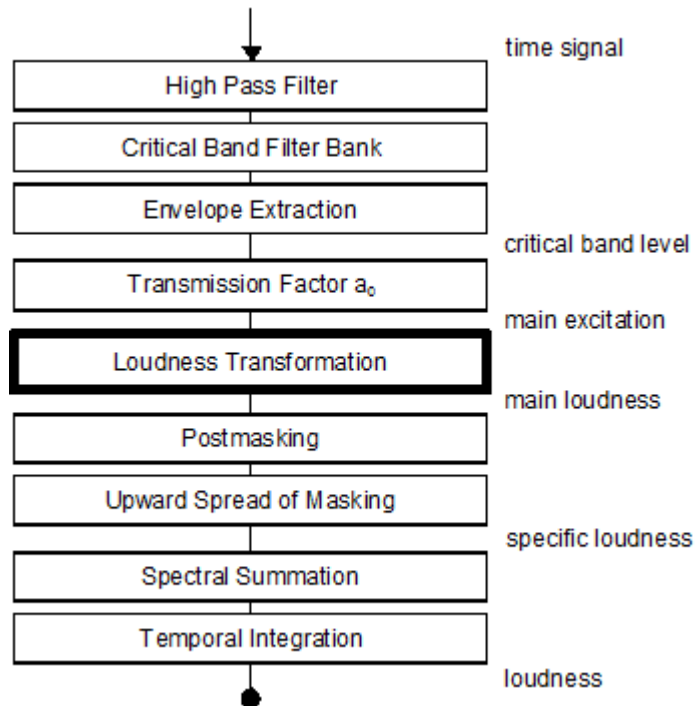 time signal
High Pass Filter
Critical Band Filter Bank
Envelope Extraction
critical band level
Transmission Factor a₀
main excitation
Loudness Transformation
main loudness
Postmasking
Upward Spread of Masking
specific loudness
Spectral Summation
Temporal Integration
loudness